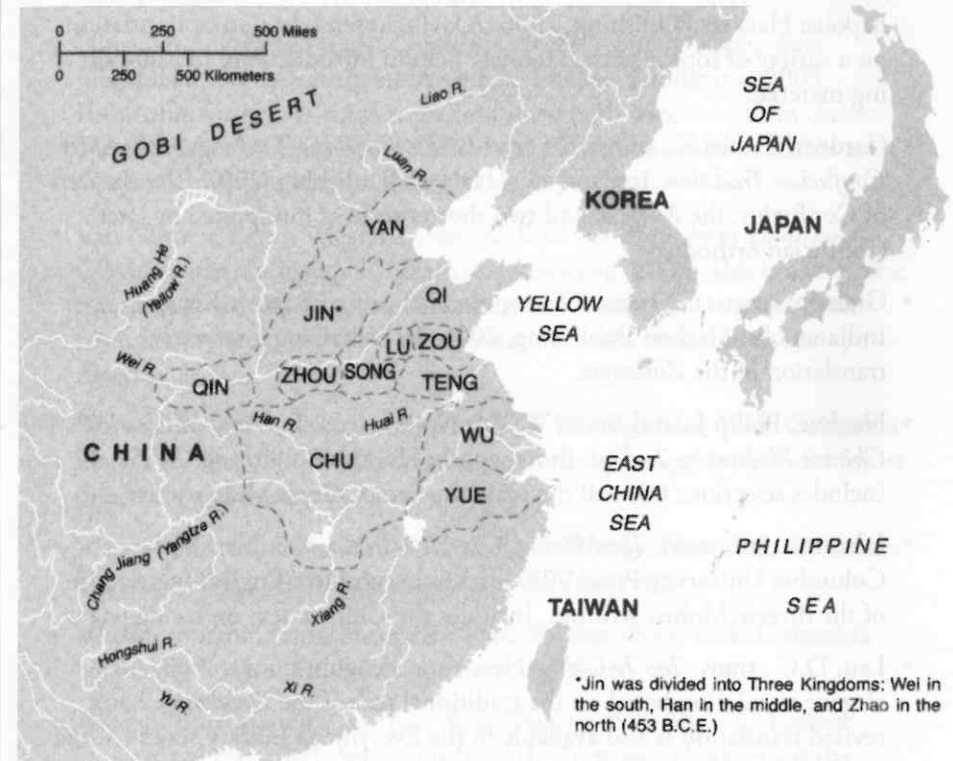 0 250 500 Miles
0 250 500 Kilometers
GOBI DESERT
Liao R.
SEA
OF
JAPAN
Luan R.
KOREA
JAPAN
YAN
Huang He
(Yellow R.)
QI
JIN*
YELLOW
SEA
LU ZOU
Wei R.
QIN
ZHOU SONG
TENG
Han R.
Huai R.
WU
CHINA
CHU
EAST
CHINA
SEA
YUE
Chang Jiang (Yangtze R.)
PHILIPPINE
SEA
Xiang R.
TAIWAN
Hongshui R.
Yu R.
Xi R.
*Jin was divided into Three Kingdoms: Wei in
the south, Han in the middle, and Zhao in the
north (453 B.C.E.)